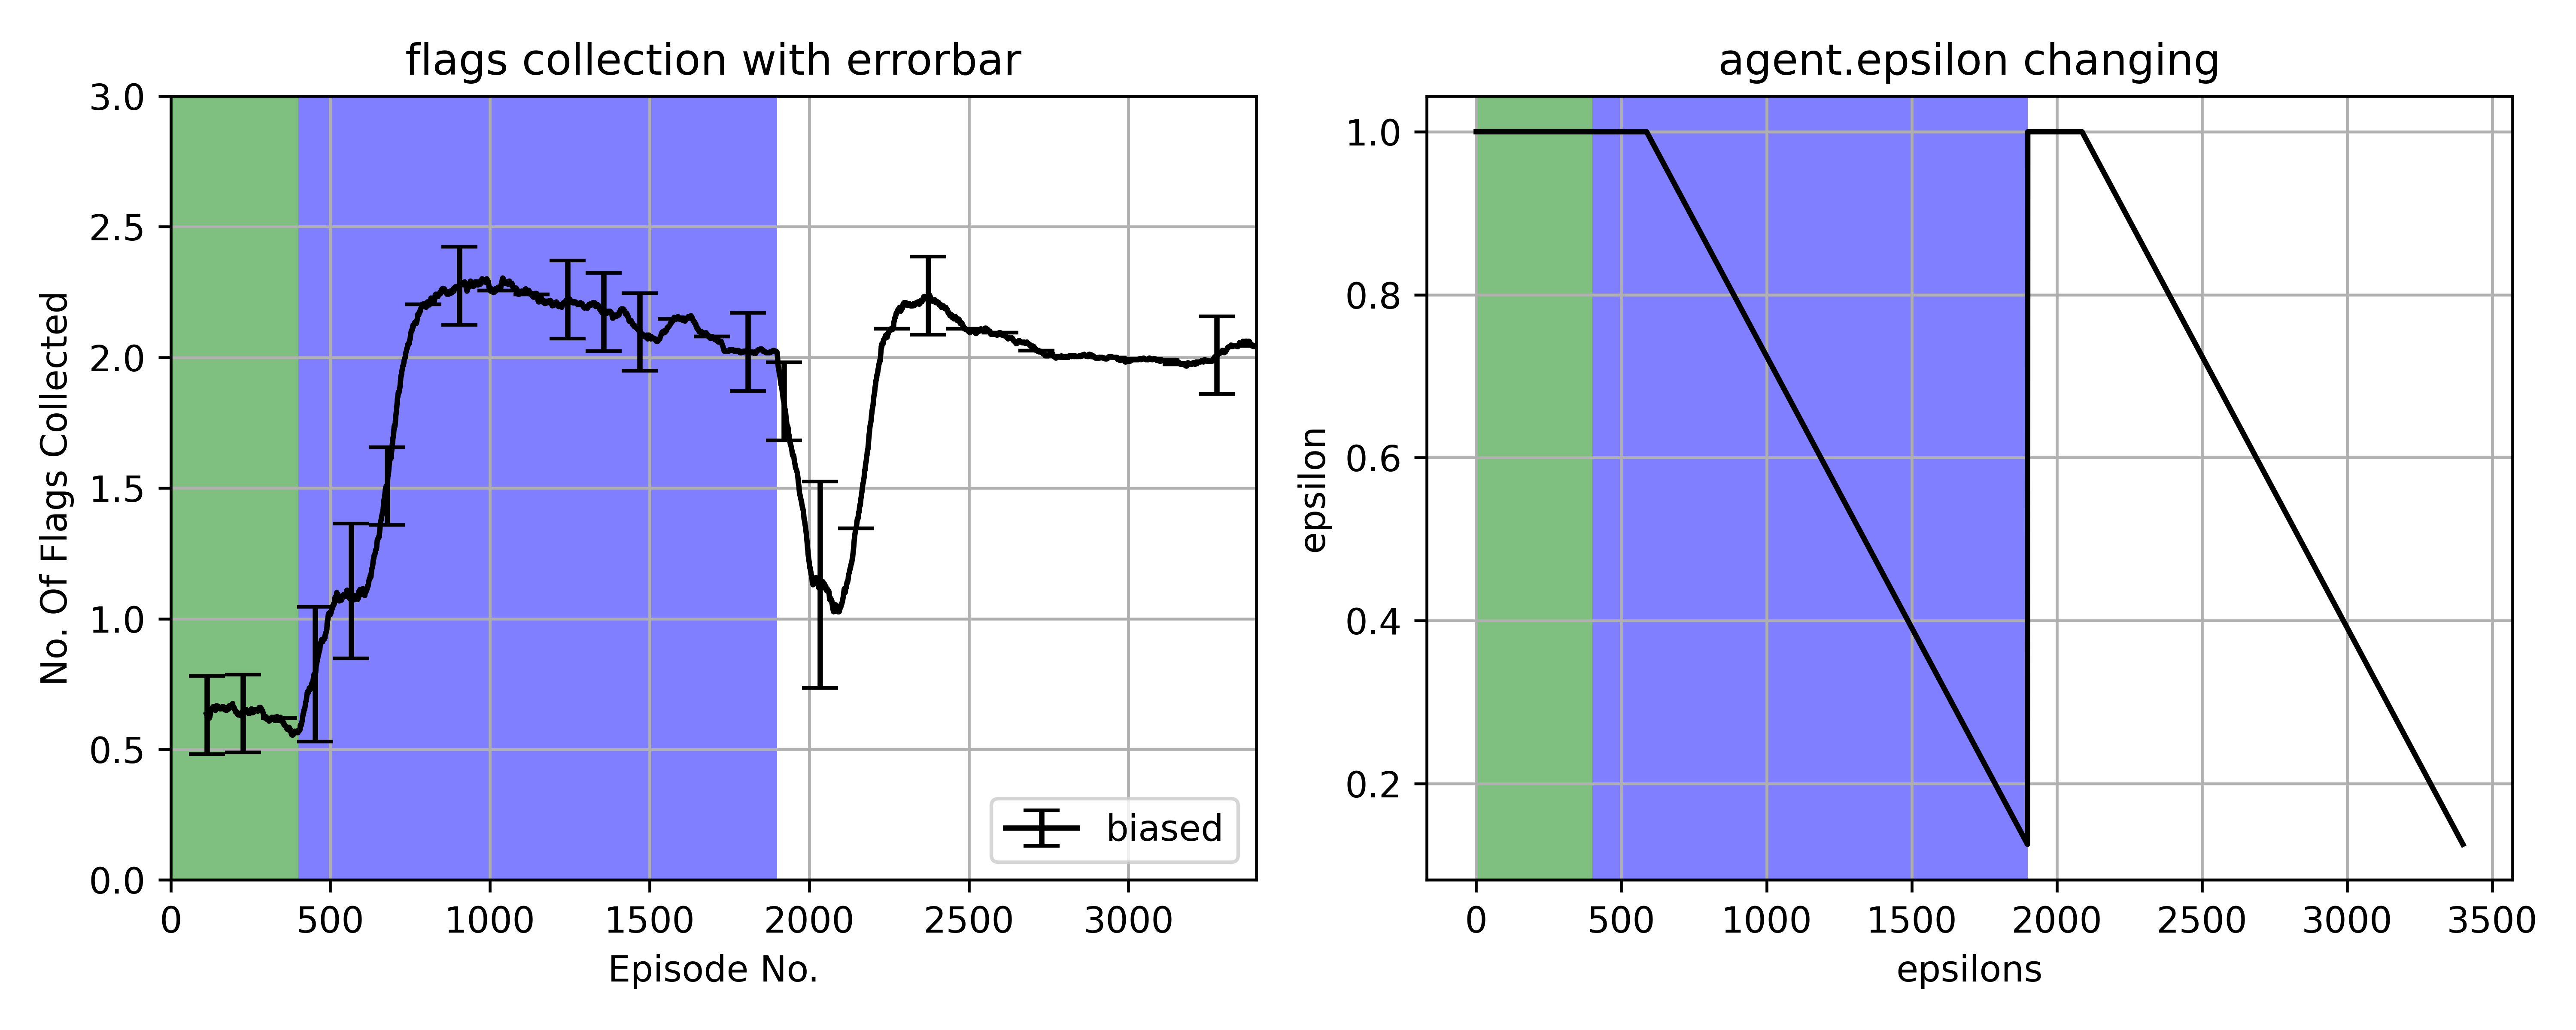 flags collection with errorbar
No. Of Flags Collected
3.0
2.5
2.0
1.5
1.0
0.5
0.0
0 500 1000 1500 2000 2500 3000
Episode No.
biased
agent.epsilon changing
epsilon
1.0
0.8
0.6
0.4
0.2
0 500 1000 1500 2000 2500 3000 3500
epsilons